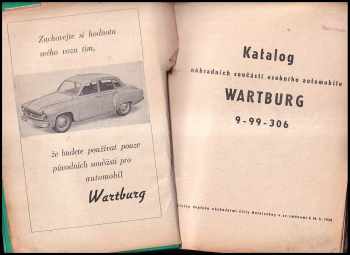 Zachovejte si hodnotu
svého vozu tím,
že budete používat pouze
původních součástí pro
automobil
Wartburg
Katalog
náhradních součástí osobního automobilu
WARTBURG
9-99-306